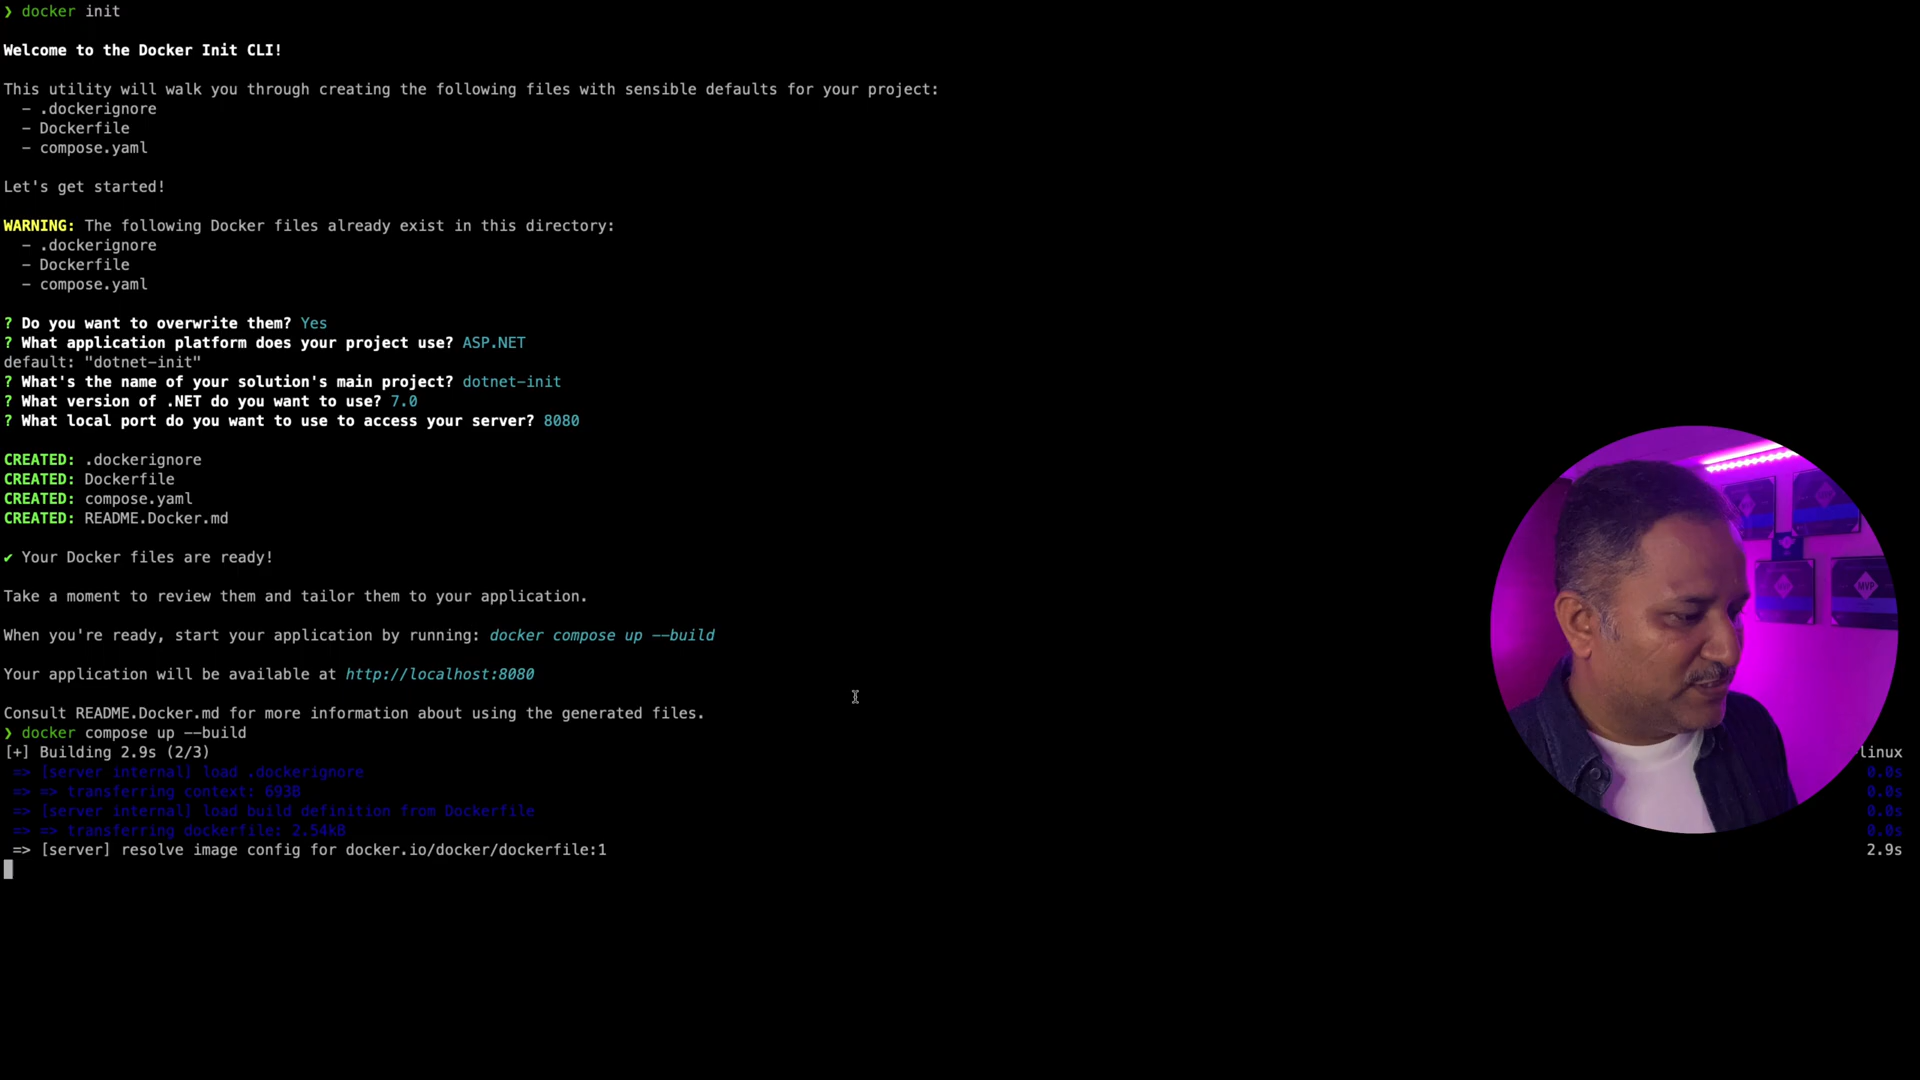 ❯ docker init
Welcome to the Docker Init CLI!
This utility will walk you through creating the following files with sensible defaults for your project:
  - .dockerignore
  - Dockerfile
  - compose.yaml
Let's get started!
WARNING: The following Docker files already exist in this directory:
  - .dockerignore
  - Dockerfile
  - compose.yaml
? Do you want to overwrite them? Yes
? What application platform does your project use? ASP.NET
default: "dotnet-init"
? What's the name of your solution's main project? dotnet-init
? What version of .NET do you want to use? 7.0
? What local port do you want to use to access your server? 8080
CREATED: .dockerignore
CREATED: Dockerfile
CREATED: compose.yaml
CREATED: README.Docker.md
✔ Your Docker files are ready!
Take a moment to review them and tailor them to your application.
When you're ready, start your application by running: docker compose up --build
Your application will be available at http://localhost:8080
Consult README.Docker.md for more information about using the generated files.
❯ docker compose up --build
[+] Building 2.9s (2/3) linux
=> [server internal] load .dockerignore 0.0s
=> => transferring context: 693B 0.0s
=> [server internal] load build definition from Dockerfile 0.0s
=> => transferring dockerfile: 2.54kB 0.0s
=> [server] resolve image config for docker.io/docker/dockerfile:1 2.9s
MVP